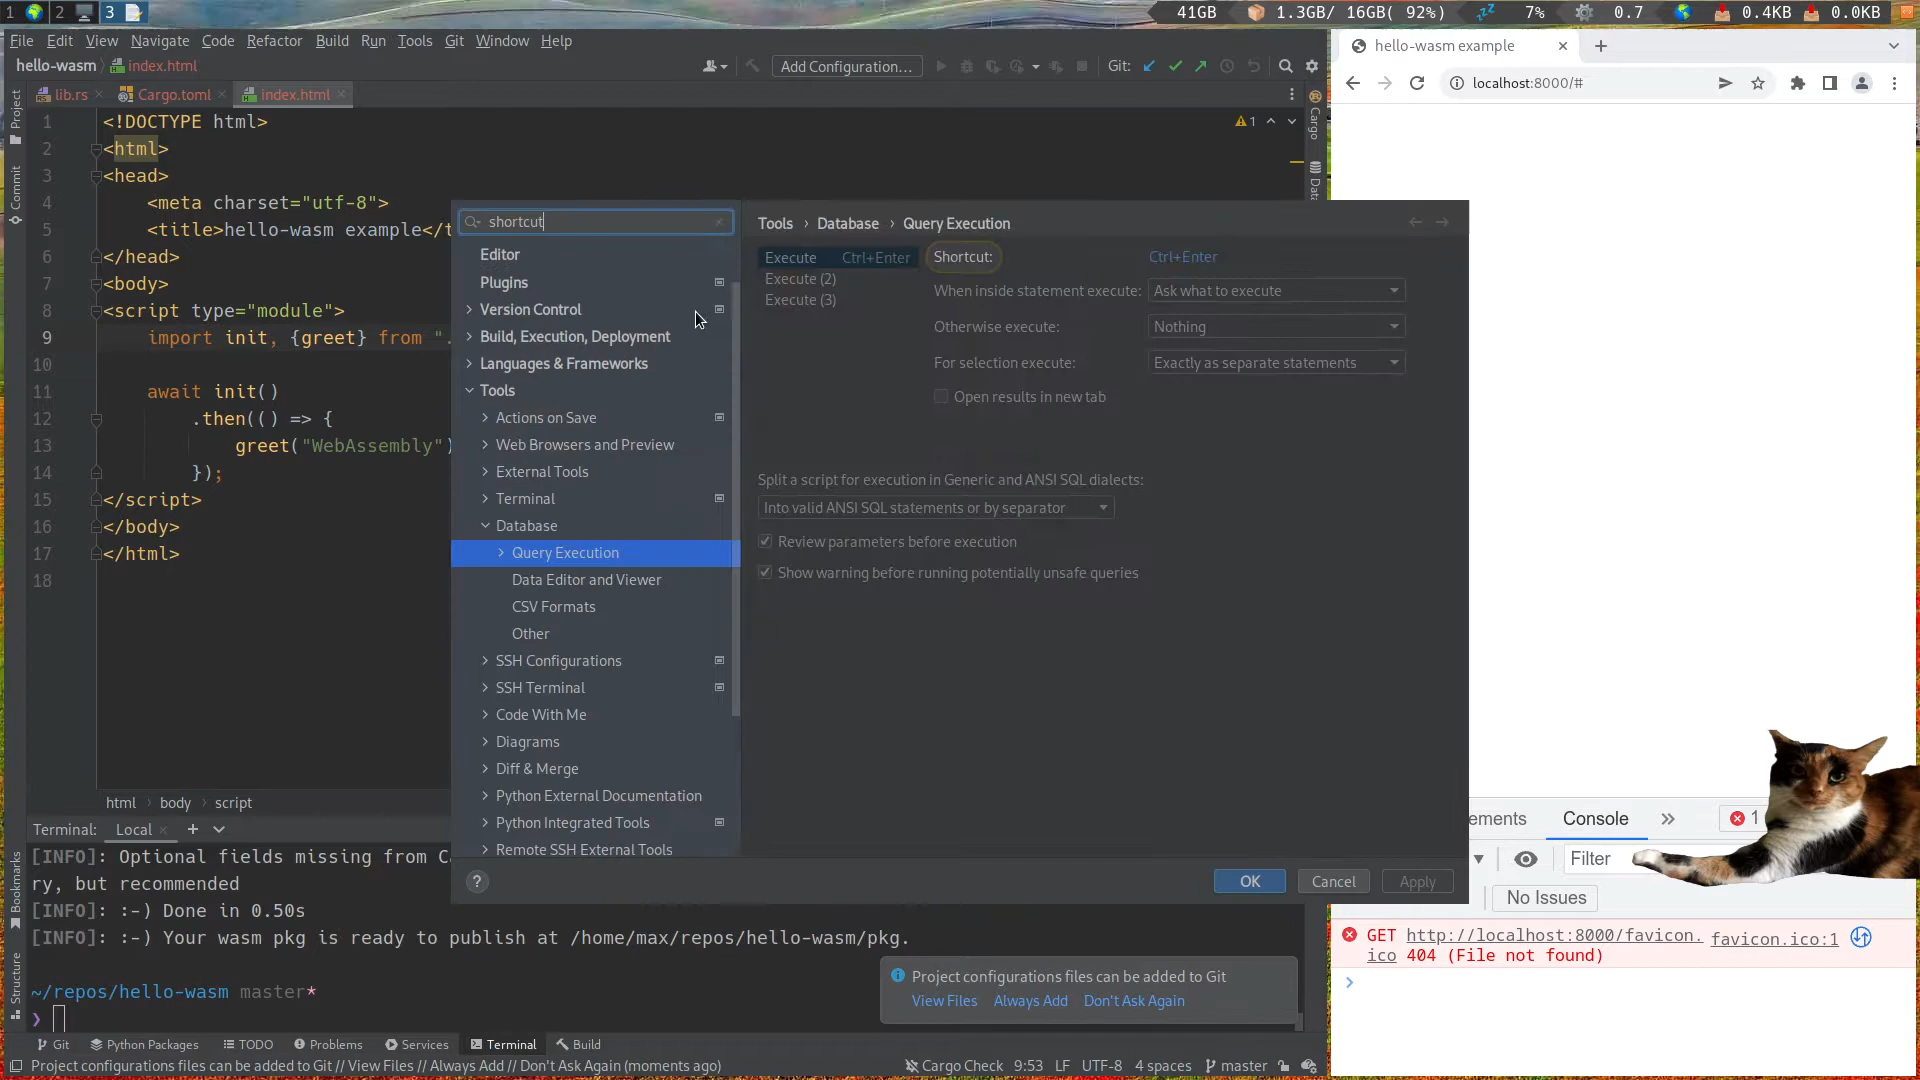 1 2 3 41GB 1.3GB/ 16GB( 92%) 7% 0.7 0.4KB 0.0KB
File Edit View Navigate Code Refactor Build Run Tools Git Window Help
hello-wasm index.html Add Configuration... Git:
lib.rs Cargo.toml index.html
1 <!DOCTYPE html>
2 <html>
3 <head>
4 <meta charset="utf-8">
5 <title>hello-wasm example</t
6 </head>
7 <body>
8 <script type="module">
9 import init, {greet} from ".
10
11 await init()
12 .then(() => {
13 greet("WebAssembly")
14 });
15 </script>
16 </body>
17 </html>
18
1
Project
Commit
Bookmarks
Structure
Cargo
Data
html body script
shortcut
Editor
Plugins
Version Control
Build, Execution, Deployment
Languages & Frameworks
Tools
Actions on Save
Web Browsers and Preview
External Tools
Terminal
Database
Query Execution
Data Editor and Viewer
CSV Formats
Other
SSH Configurations
SSH Terminal
Code With Me
Diagrams
Diff & Merge
Python External Documentation
Python Integrated Tools
Remote SSH External Tools
Tools › Database › Query Execution
Execute Ctrl+Enter
Execute (2)
Execute (3)
Shortcut: Ctrl+Enter
When inside statement execute: Ask what to execute
Otherwise execute: Nothing
For selection execute: Exactly as separate statements
Open results in new tab
Split a script for execution in Generic and ANSI SQL dialects:
Into valid ANSI SQL statements or by separator
Review parameters before execution
Show warning before running potentially unsafe queries
? OK Cancel Apply
Terminal: Local
[INFO]: Optional fields missing from C
ry, but recommended
[INFO]: :-) Done in 0.50s
[INFO]: :-) Your wasm pkg is ready to publish at /home/max/repos/hello-wasm/pkg.
~/repos/hello-wasm master*
❯
Project configurations files can be added to Git
View Files Always Add Don't Ask Again
Git Python Packages TODO Problems Services Terminal Build
Project configurations files can be added to Git // View Files // Always Add // Don't Ask Again (moments ago) Cargo Check 9:53 LF UTF-8 4 spaces master
hello-wasm example
localhost:8000/#
ements Console » 1
Filter
No Issues
GET http://localhost:8000/favicon. favicon.ico:1
ico 404 (File not found)